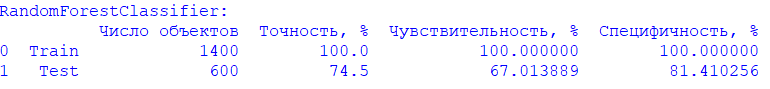 RandomForestClassifier:
Число объектов Точность, % Чувствительность, % Специфичность, %
0 Train 1400 100.0 100.000000 100.000000
1 Test 600 74.5 67.013889 81.410256